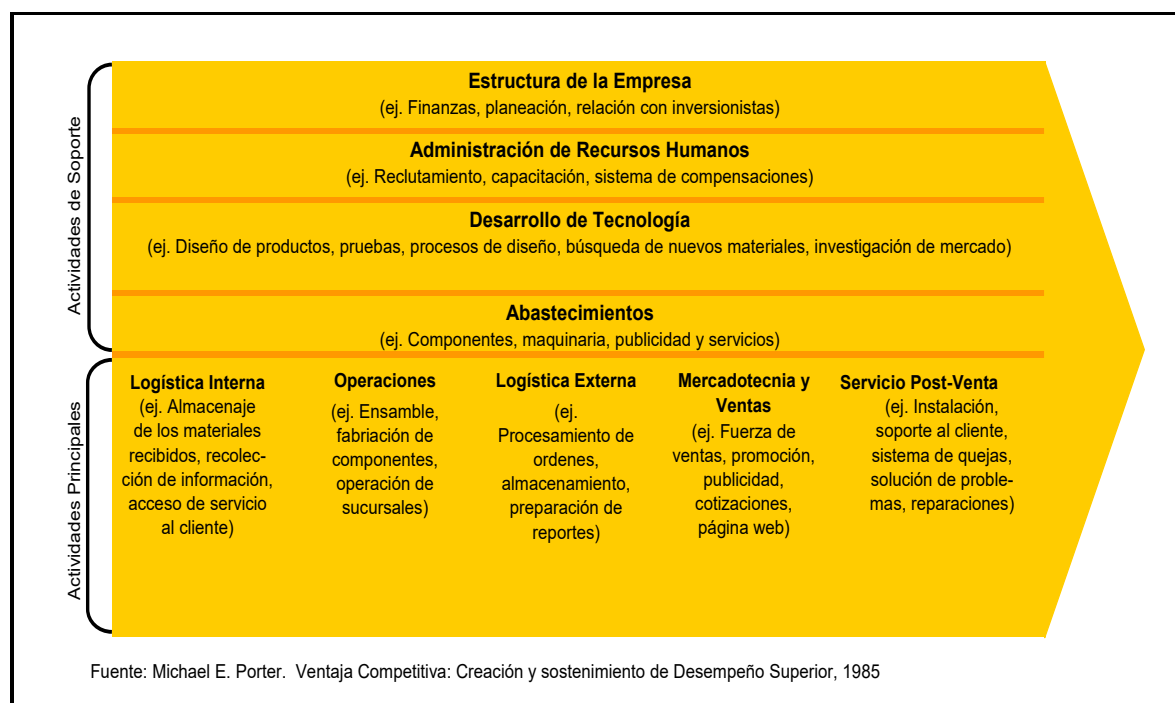 Estructura de la Empresa
(ej. Finanzas, planeación, relación con inversionistas)
Administración de Recursos Humanos
(ej. Reclutamiento, capacitación, sistema de compensaciones)
Desarrollo de Tecnología
(ej. Diseño de productos, pruebas, procesos de diseño, búsqueda de nuevos materiales, investigación de mercado)
Abastecimientos
(ej. Componentes, maquinaria, publicidad y servicios)
Actividades de Soporte
Actividades Principales
Logística Interna
(ej. Almacenaje
de los materiales
recibidos, recolec-
ción de información,
acceso de servicio
al cliente)
Operaciones
(ej. Ensamble,
fabriación de
componentes,
operación de
sucursales)
Logística Externa
(ej.
Procesamiento de
ordenes,
almacenamiento,
preparación de
reportes)
Mercadotecnia y
Ventas
(ej. Fuerza de
ventas, promoción,
publicidad,
cotizaciones,
página web)
Servicio Post-Venta
(ej. Instalación,
soporte al cliente,
sistema de quejas,
solución de proble-
mas, reparaciones)
Fuente: Michael E. Porter. Ventaja Competitiva: Creación y sostenimiento de Desempeño Superior, 1985